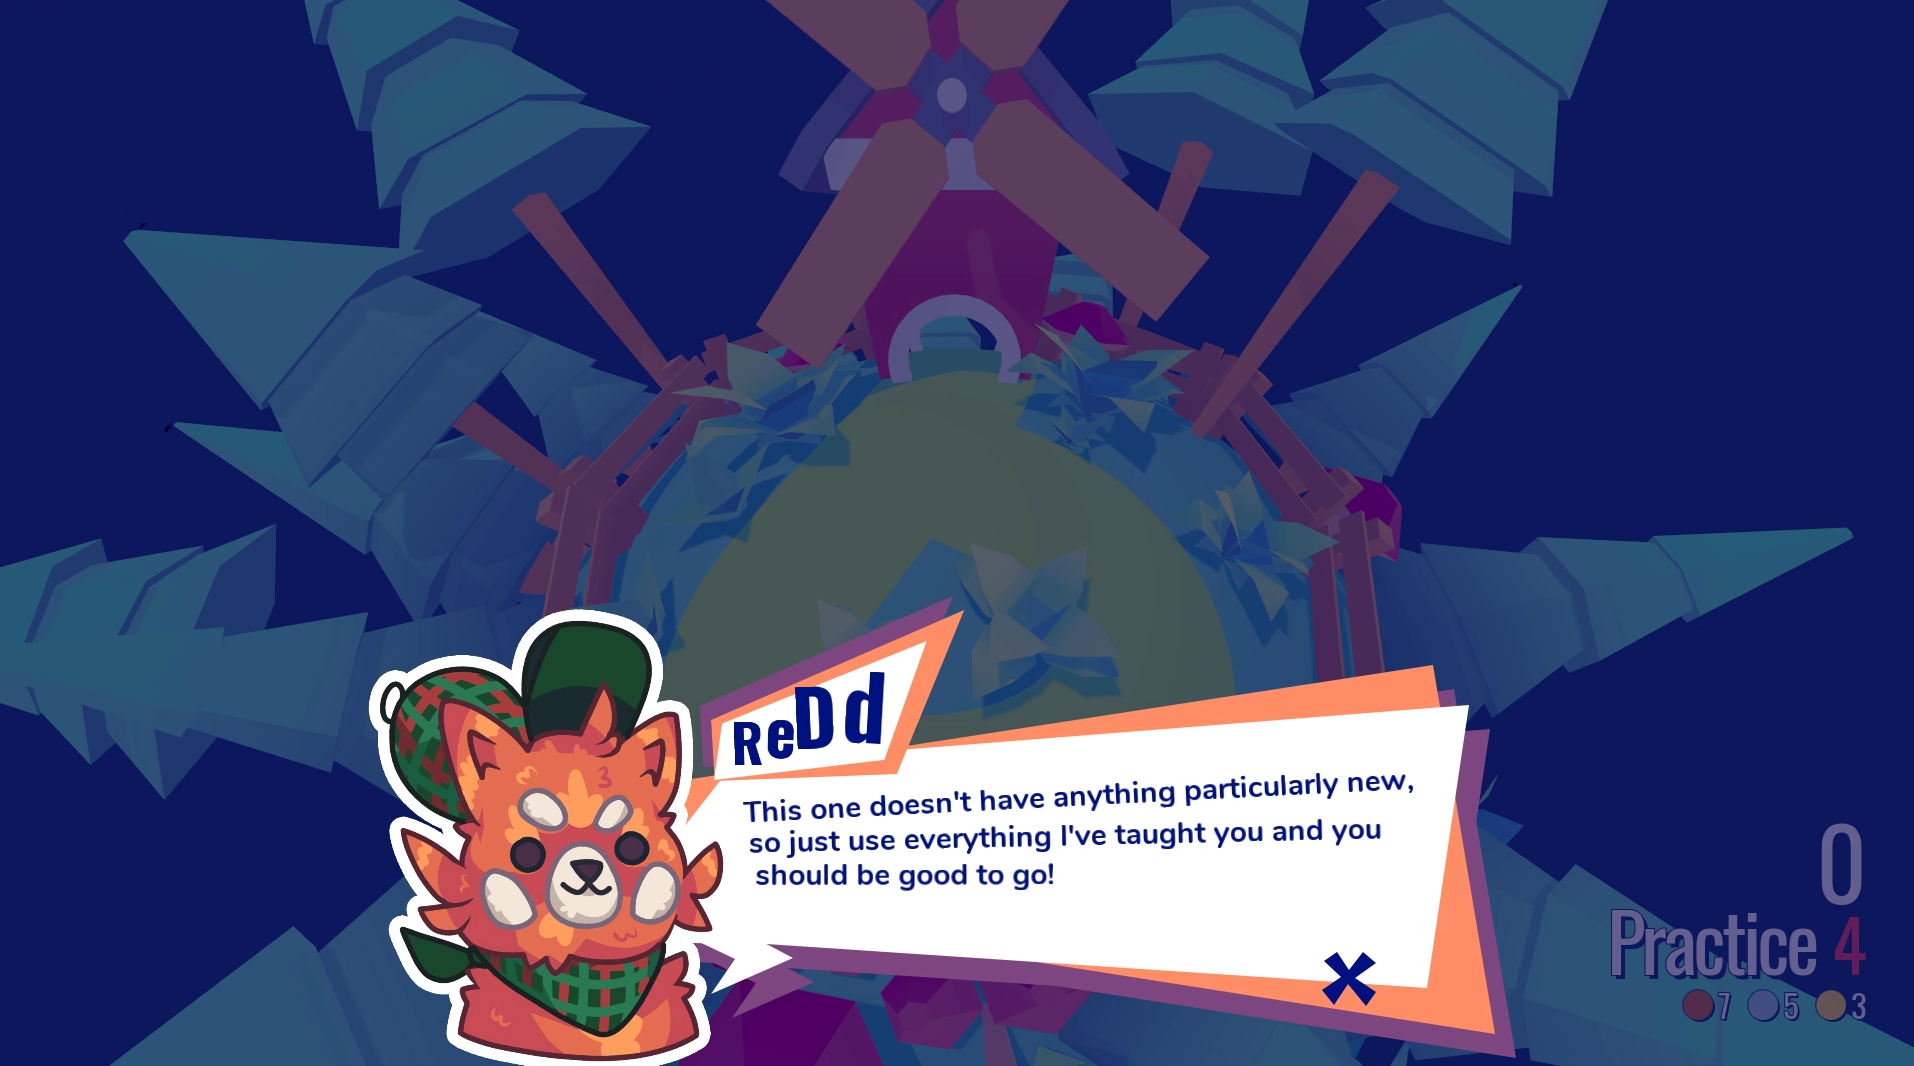 ReDd
This one doesn't have anything particularly new,
so just use everything I've taught you and you
should be good to go!
0
Practice 4
7 5 3